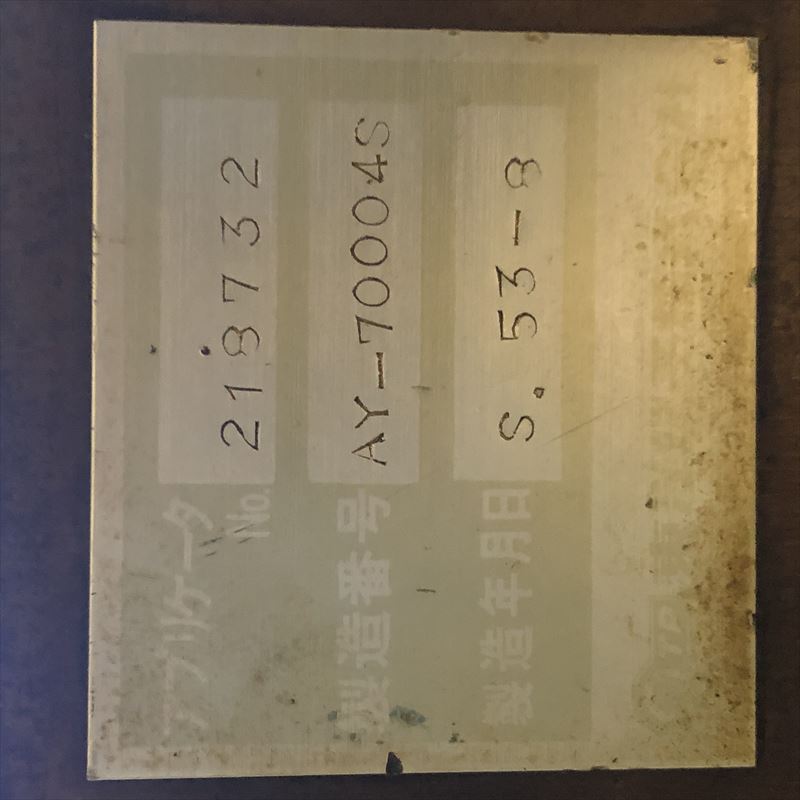 アプリケータ No. 218732
製造番号 AY-70004S
製造年月日 S. 53-8